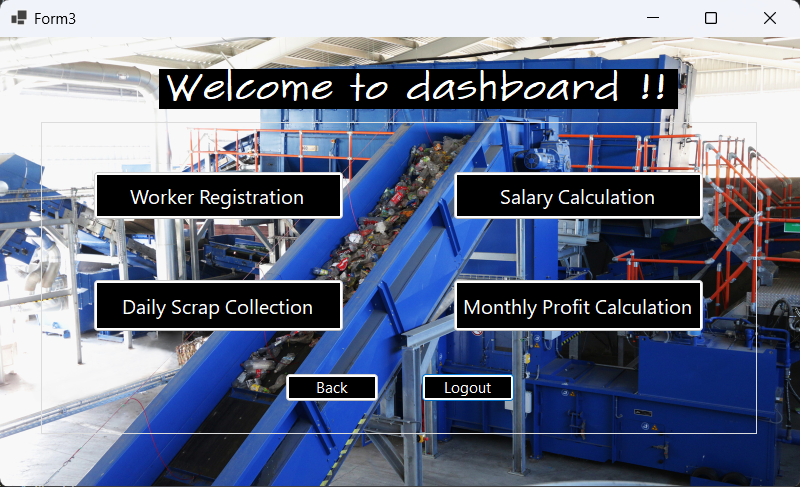 Form3
Welcome to dashboard !!
Worker Registration
Salary Calculation
Daily Scrap Collection
Monthly Profit Calculation
Back
Logout